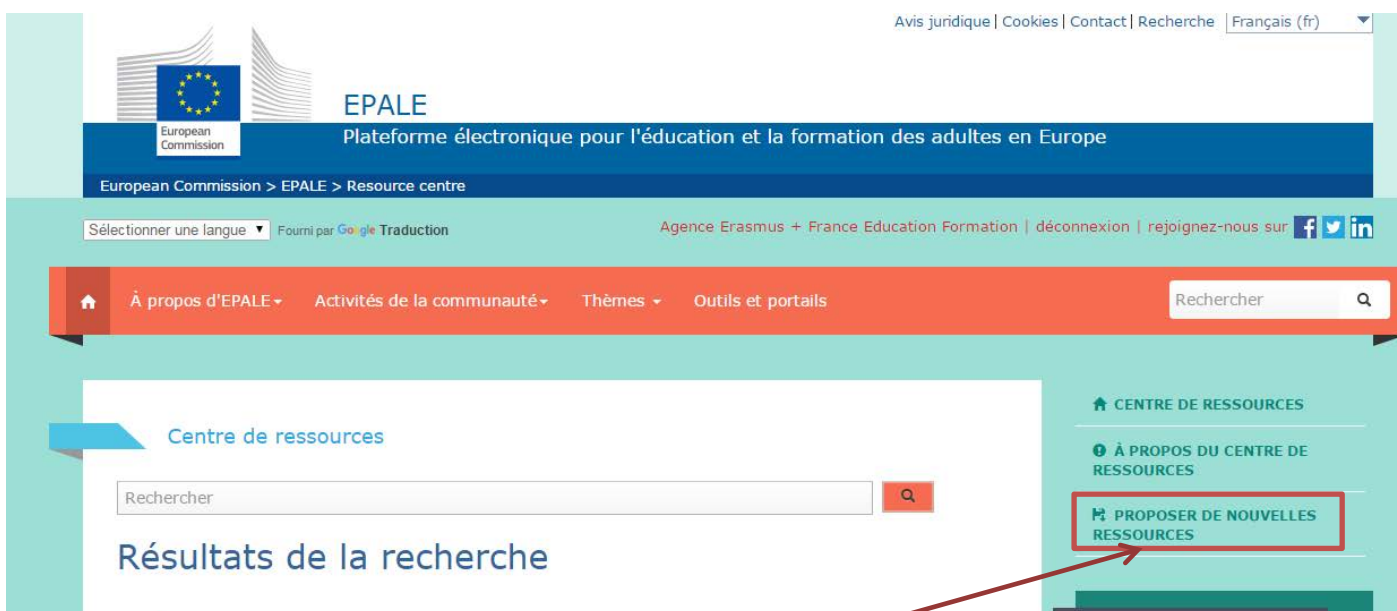 Avis juridique | Cookies | Contact | Recherche Français (fr)
EPALE
European
Commission
Plateforme électronique pour l'éducation et la formation des adultes en Europe
European Commission > EPALE > Resource centre
Sélectionner une langue Fourni par Google Traduction
Agence Erasmus + France Education Formation | déconnexion | rejoignez-nous sur f in
À propos d'EPALE Activités de la communauté Thèmes Outils et portails Rechercher
Centre de ressources
Rechercher
Résultats de la recherche
CENTRE DE RESSOURCES
À PROPOS DU CENTRE DE
RESSOURCES
PROPOSER DE NOUVELLES
RESSOURCES